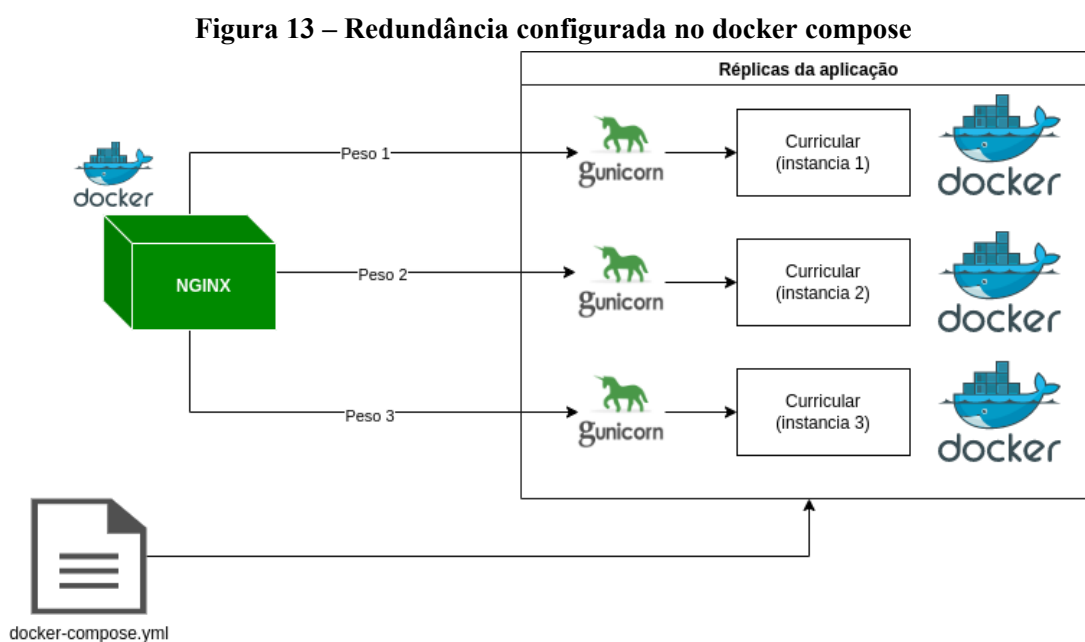 Figura 13 – Redundância configurada no docker compose
Réplicas da aplicação
docker
NGINX
Peso 1
gunicorn
Curricular
(instancia 1)
docker
Peso 2
gunicorn
Curricular
(instancia 2)
docker
Peso 3
gunicorn
Curricular
(instancia 3)
docker
docker-compose.yml